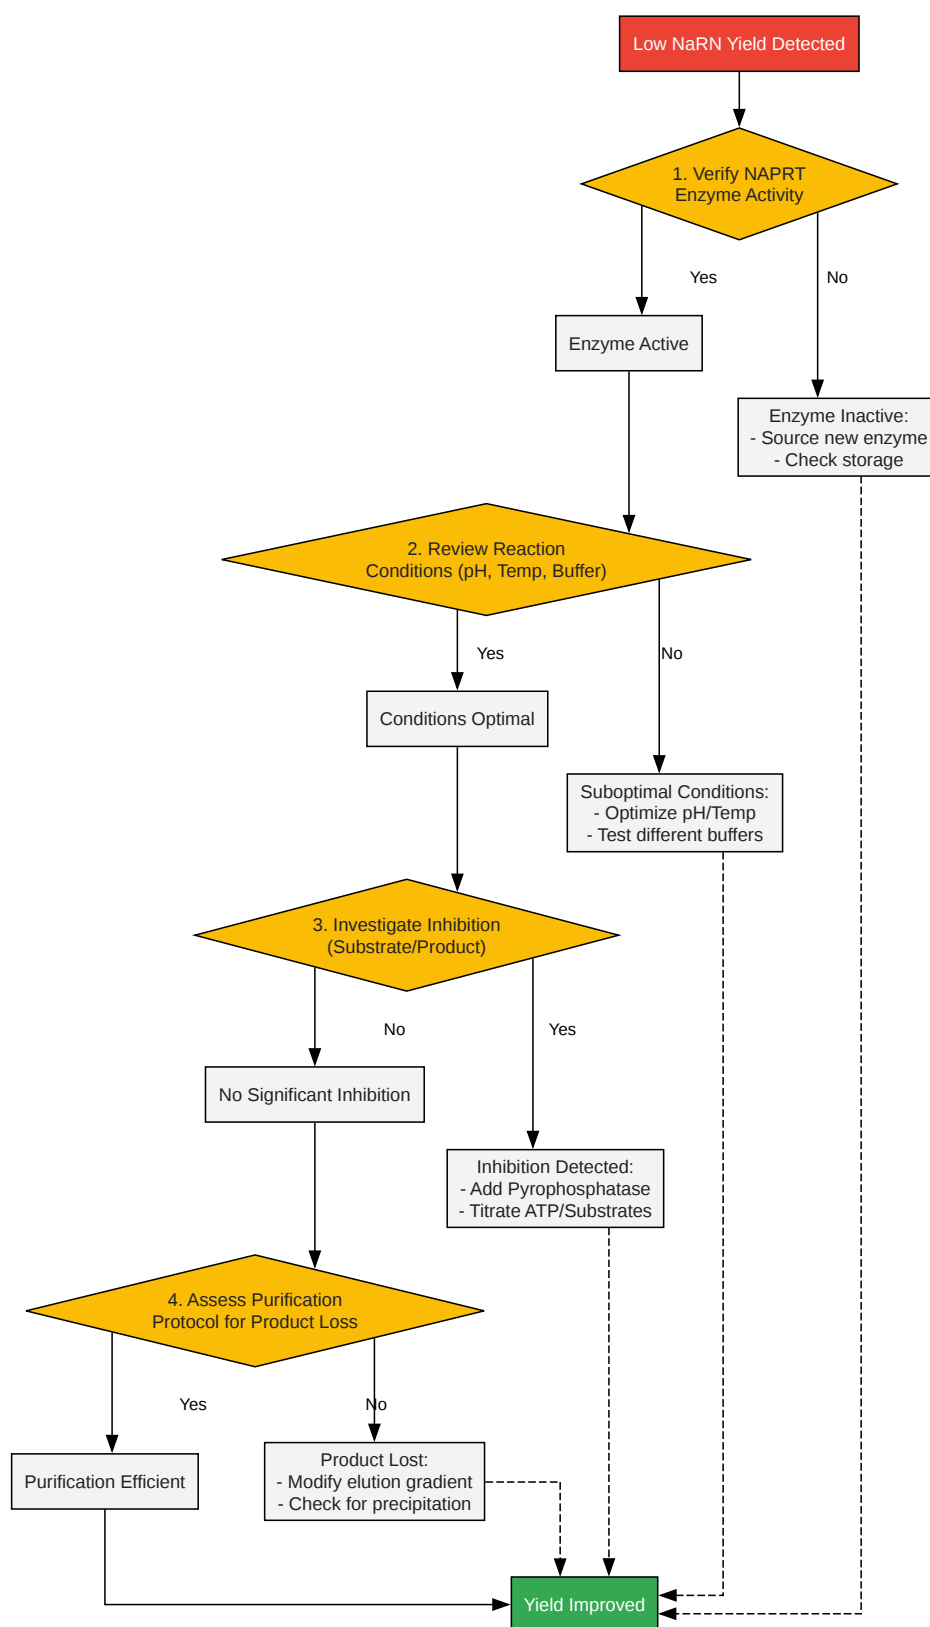 Low NaRN Yield Detected
1. Verify NAPRT
Enzyme Activity
Yes
No
Enzyme Active
Enzyme Inactive:
- Source new enzyme
- Check storage
2. Review Reaction
Conditions (pH, Temp, Buffer)
Yes
No
Conditions Optimal
Suboptimal Conditions:
- Optimize pH/Temp
- Test different buffers
3. Investigate Inhibition
(Substrate/Product)
No
Yes
No Significant Inhibition
Inhibition Detected:
- Add Pyrophosphatase
- Titrate ATP/Substrates
4. Assess Purification
Protocol for Product Loss
Yes
No
Purification Efficient
Product Lost:
- Modify elution gradient
- Check for precipitation
Yield Improved